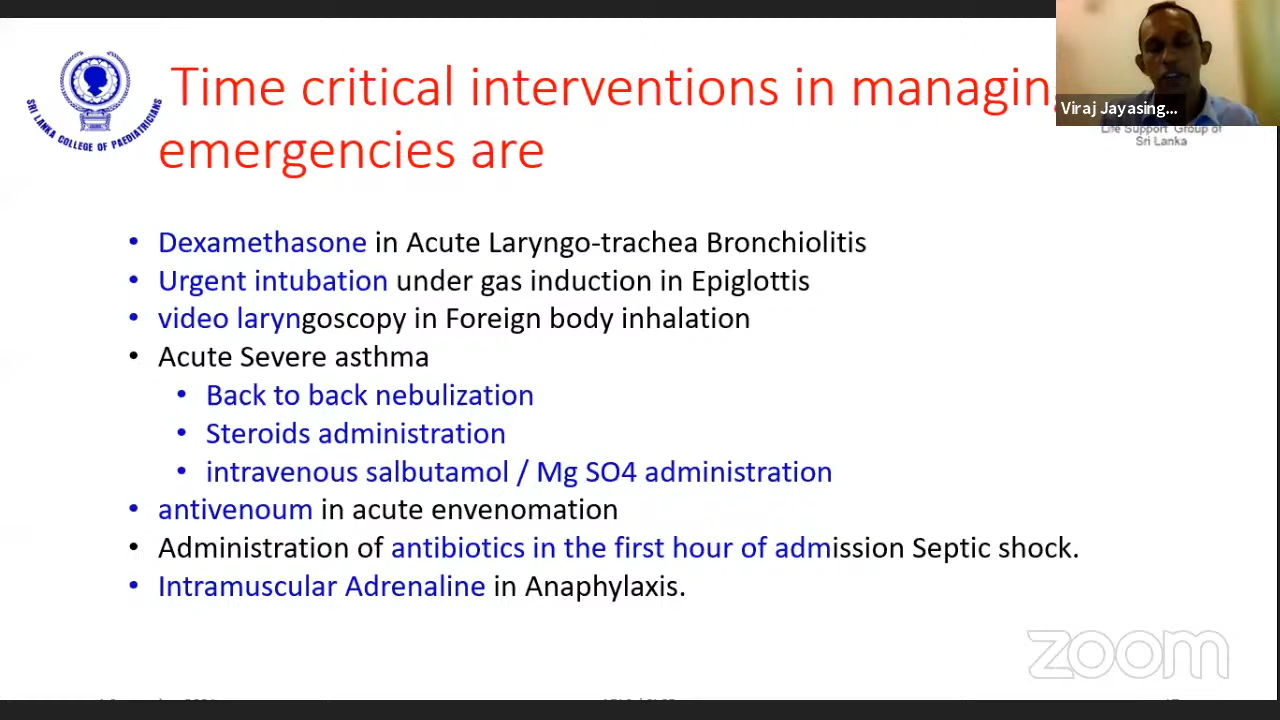 SRI LANKA COLLEGE OF PAEDIATRICIANS
Time critical interventions in managin
emergencies are
Viraj Jayasing...
Life Support Group of
Sri Lanka
• Dexamethasone in Acute Laryngo-trachea Bronchiolitis
• Urgent intubation under gas induction in Epiglottis
• video laryngoscopy in Foreign body inhalation
• Acute Severe asthma
• Back to back nebulization
• Steroids administration
• intravenous salbutamol / Mg SO4 administration
• antivenoum in acute envenomation
• Administration of antibiotics in the first hour of admission Septic shock.
• Intramuscular Adrenaline in Anaphylaxis.
zoom